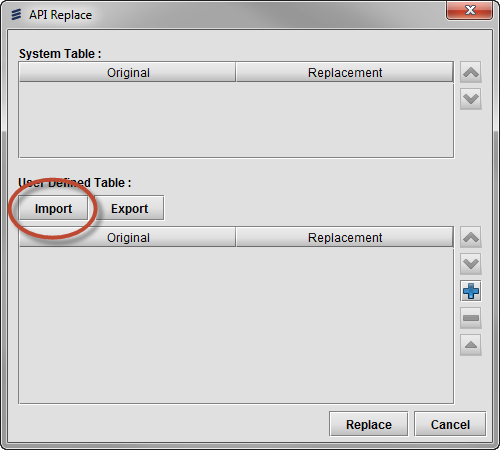 API Replace
System Table :
Original Replacement
User Defined Table :
Import Export
Original Replacement
Replace Cancel